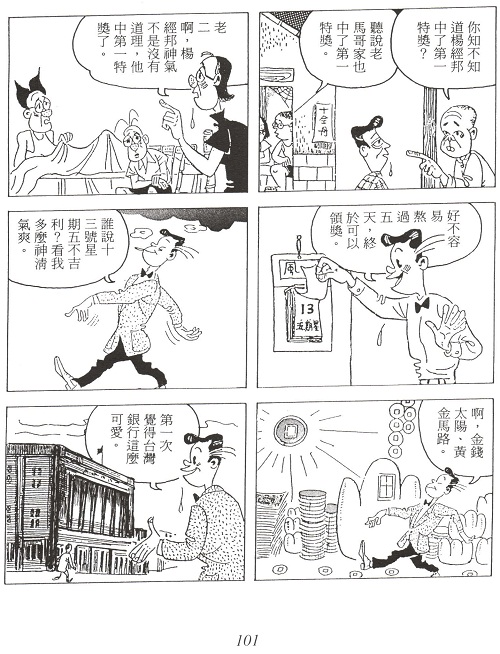 你知不知
道楊經邦
中了第一
特獎？
聽說老
馬哥家也
中了第一
特獎。
十全丹
老
二
啊，楊
經邦神氣
不是沒有
道理，他
中第一特
獎了。
好不容
易
熬
過
五
天，終
於可以
領獎。
風
13
五期星
誰說十
三號星
期五不吉
利？看我
多麼神清
氣爽。
啊，金錢
太陽、黃
金馬路。
第一次
覺得台灣
銀行這麼
可愛。
101